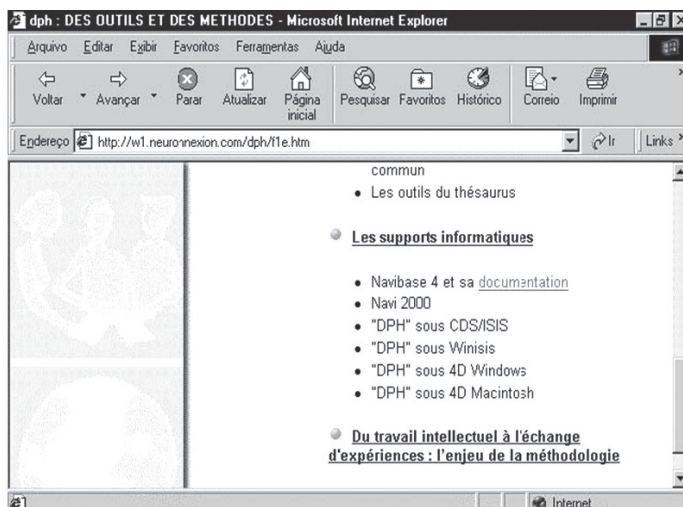 dph : DES OUTILS ET DES METHODES - Microsoft Internet Explorer
Arquivo Editar Exibir Favoritos Ferramentas Ajuda
Voltar Avançar Parar Atualizar Página inicial Pesquisar Favoritos Histórico Correio Imprimir
Endereço http://w1.neuronnexion.com/dph/f1e.htm Ir Links
commun
• Les outils du thésaurus
Les supports informatiques
• Navibase 4 et sa documentation
• Navi 2000
• "DPH" sous CDS/ISIS
• "DPH" sous Winisis
• "DPH" sous 4D Windows
• "DPH" sous 4D Macintosh
Du travail intellectuel à l'échange
d'expériences : l'enjeu de la méthodologie
Internet